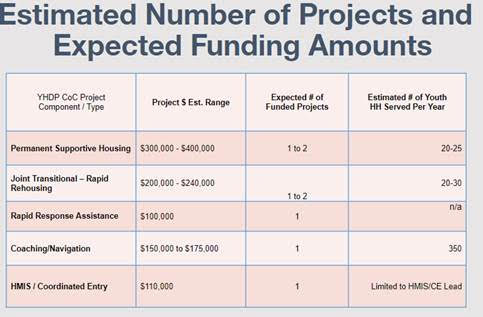 Estimated Number of Projects and
Expected Funding Amounts
YHDP CoC Project
Component / Type
Project $ Est. Range
Expected # of
Funded Projects
Estimated # of Youth
HH Served Per Year
Permanent Supportive Housing
$300,000 - $400,000
1 to 2
20-25
Joint Transitional – Rapid
Rehousing
$200,000 - $240,000
1 to 2
20-30
Rapid Response Assistance
$100,000
1
n/a
Coaching/Navigation
$150,000 to $175,000
1
350
HMIS / Coordinated Entry
$110,000
1
Limited to HMIS/CE Lead